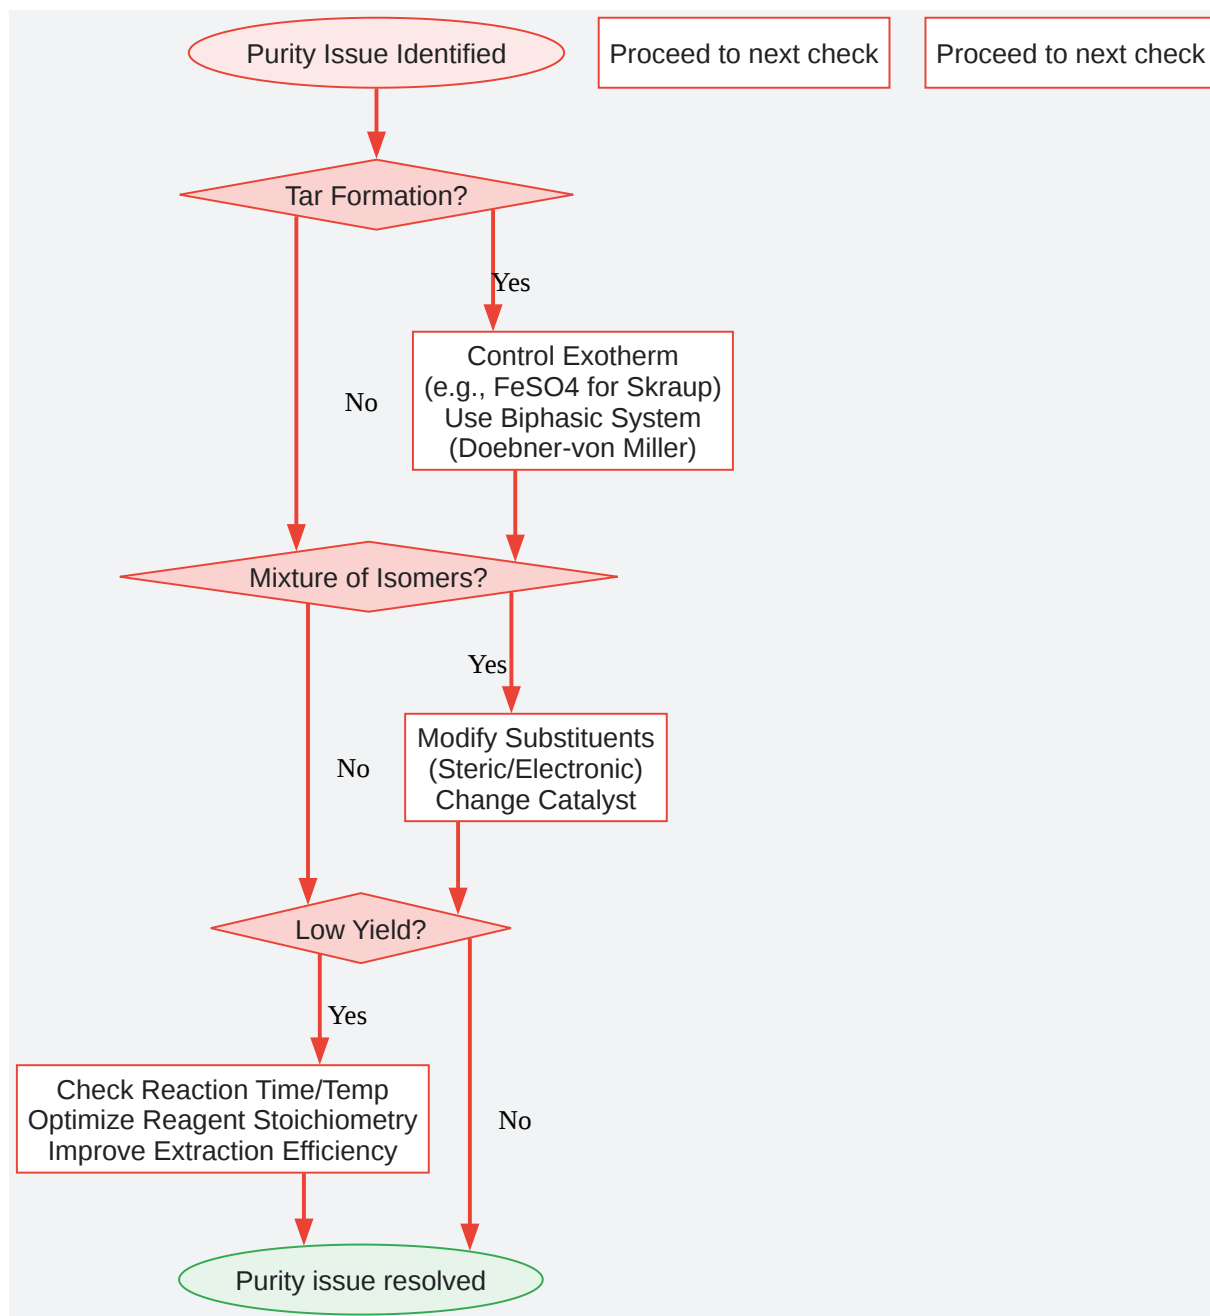 Purity Issue Identified
Proceed to next check
Proceed to next check
Tar Formation?
Yes
No
Control Exotherm
(e.g., FeSO4 for Skraup)
Use Biphasic System
(Doebner-von Miller)
Mixture of Isomers?
Yes
No
Modify Substituents
(Steric/Electronic)
Change Catalyst
Low Yield?
Yes
No
Check Reaction Time/Temp
Optimize Reagent Stoichiometry
Improve Extraction Efficiency
Purity issue resolved